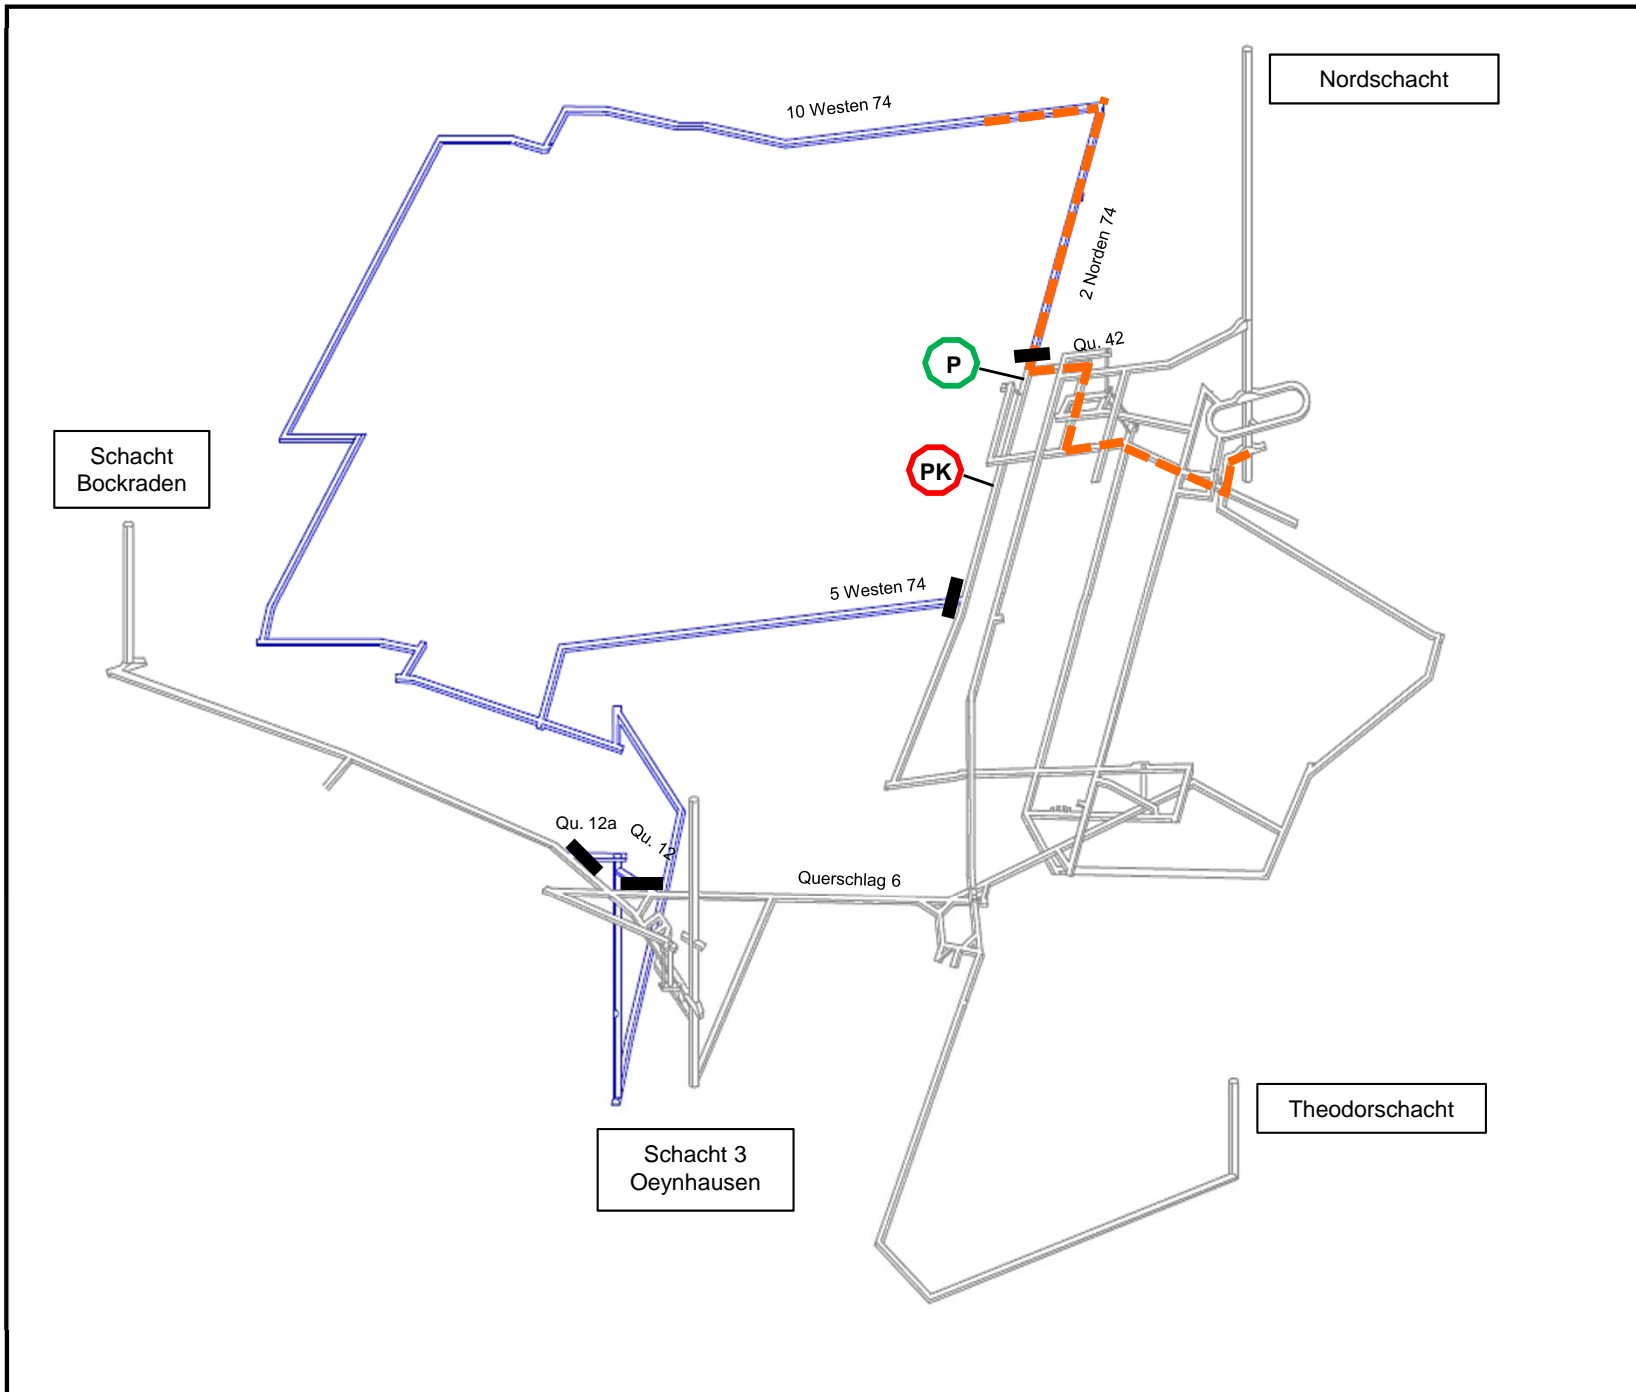 Nordschacht
10 Westen 74
2 Norden 74
Qu. 42
P
Schacht
Bockraden
PK
5 Westen 74
Qu. 12a
Qu. 12
Querschlag 6
Theodorschacht
Schacht 3
Oeynhausen